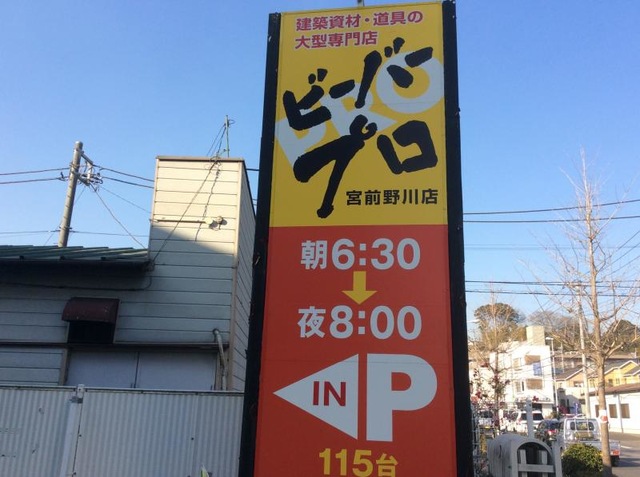 建築資材・道具の
大型専門店
PRO
ビーバー
プロ
宮前野川店
朝6:30
夜8:00
IN P
115台